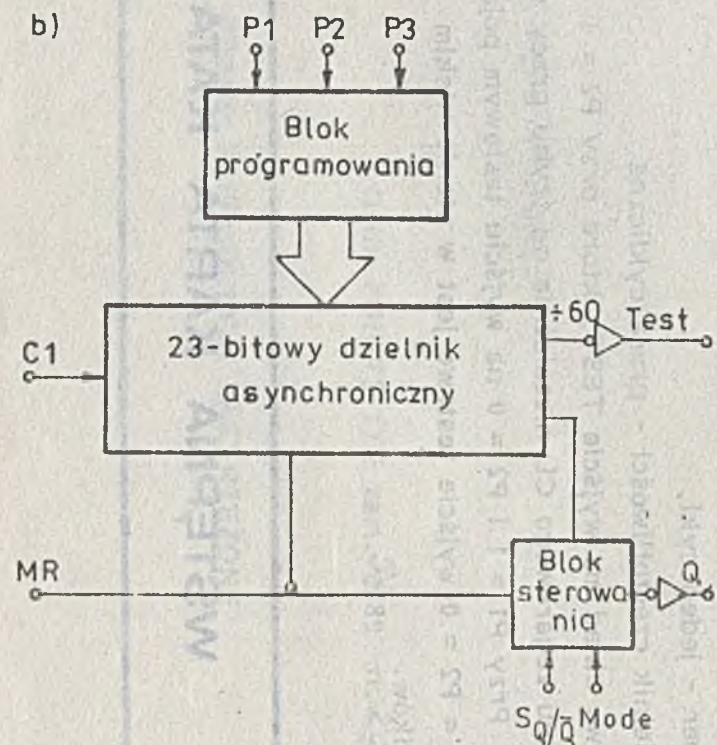 b)
P1 P2 P3
Blok
programowania
÷60
Test
C1
23-bitowy dzielnik
asynchroniczny
MR
Blok
sterowa
nia
Q
S_Q/Q̄ Mode